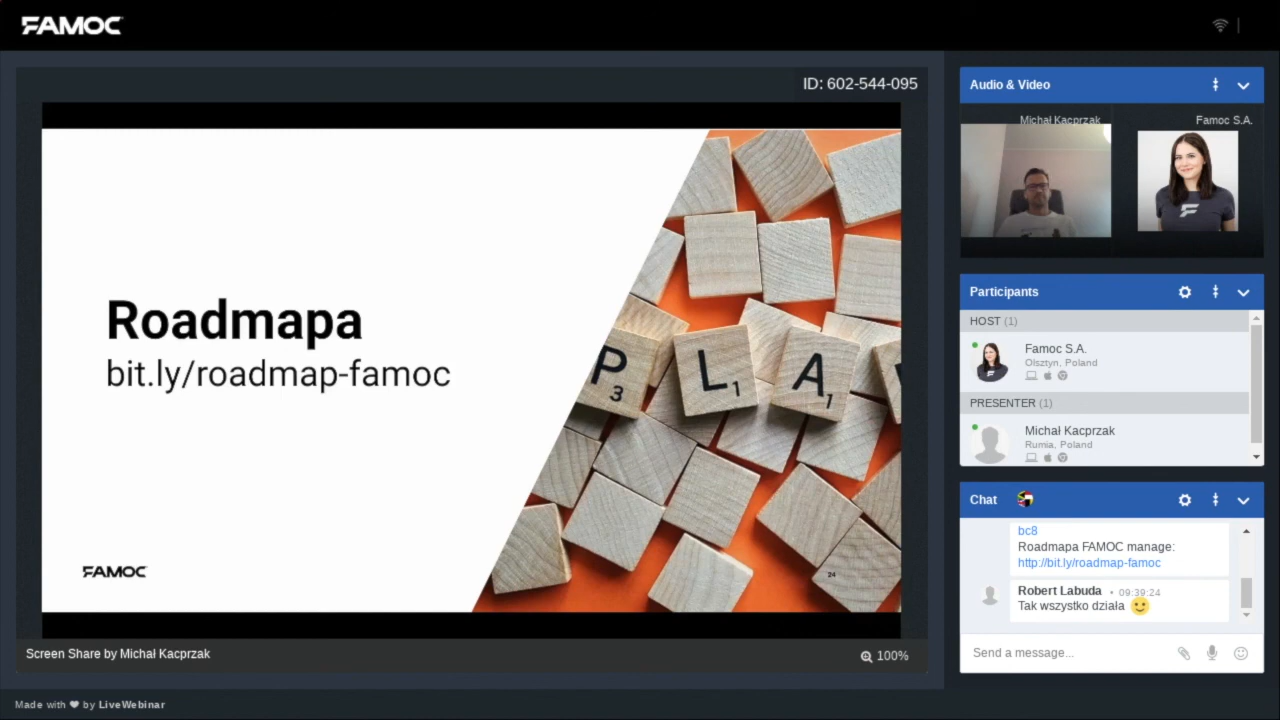 FAMOC
ID: 602-544-095
Roadmapa
bit.ly/roadmap-famoc
P
3
L
1
A
1
FAMOC
24
Screen Share by Michał Kacprzak
100%
Made with ❤ by LiveWebinar
Audio & Video
Michał Kacprzak
Famoc S.A.
Participants
HOST (1)
Famoc S.A.
Olsztyn, Poland
PRESENTER (1)
Michał Kacprzak
Rumia, Poland
Chat
bc8
Roadmapa FAMOC manage:
http://bit.ly/roadmap-famoc
Robert Labuda • 09:39:24
Tak wszystko działa 🙂
Send a message...